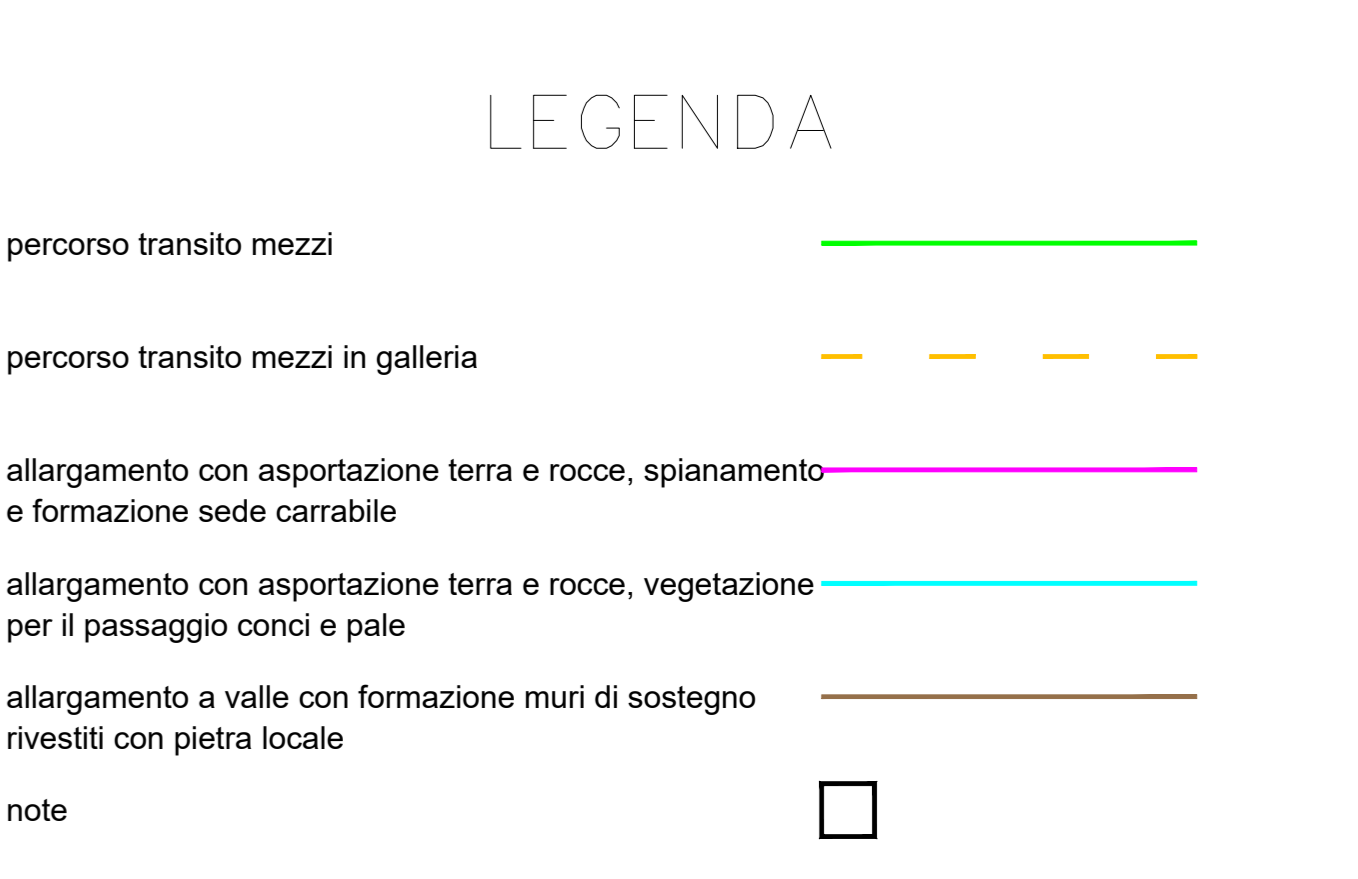 LEGENDA
percorso transito mezzi
percorso transito mezzi in galleria
allargamento con asportazione terra e rocce, spianamento
e formazione sede carrabile
allargamento con asportazione terra e rocce, vegetazione
per il passaggio conci e pale
allargamento a valle con formazione muri di sostegno
rivestiti con pietra locale
note